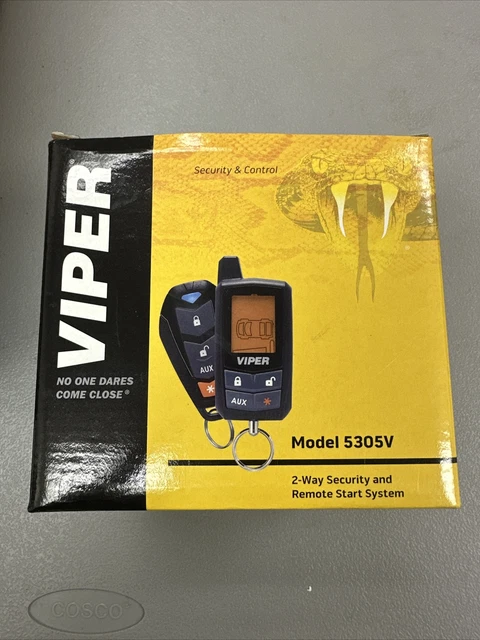 VIPER®
NO ONE DARES
COME CLOSE®
Security & Control
VIPER
AUX
AUX
Model 5305V
2-Way Security and
Remote Start System
COSCO